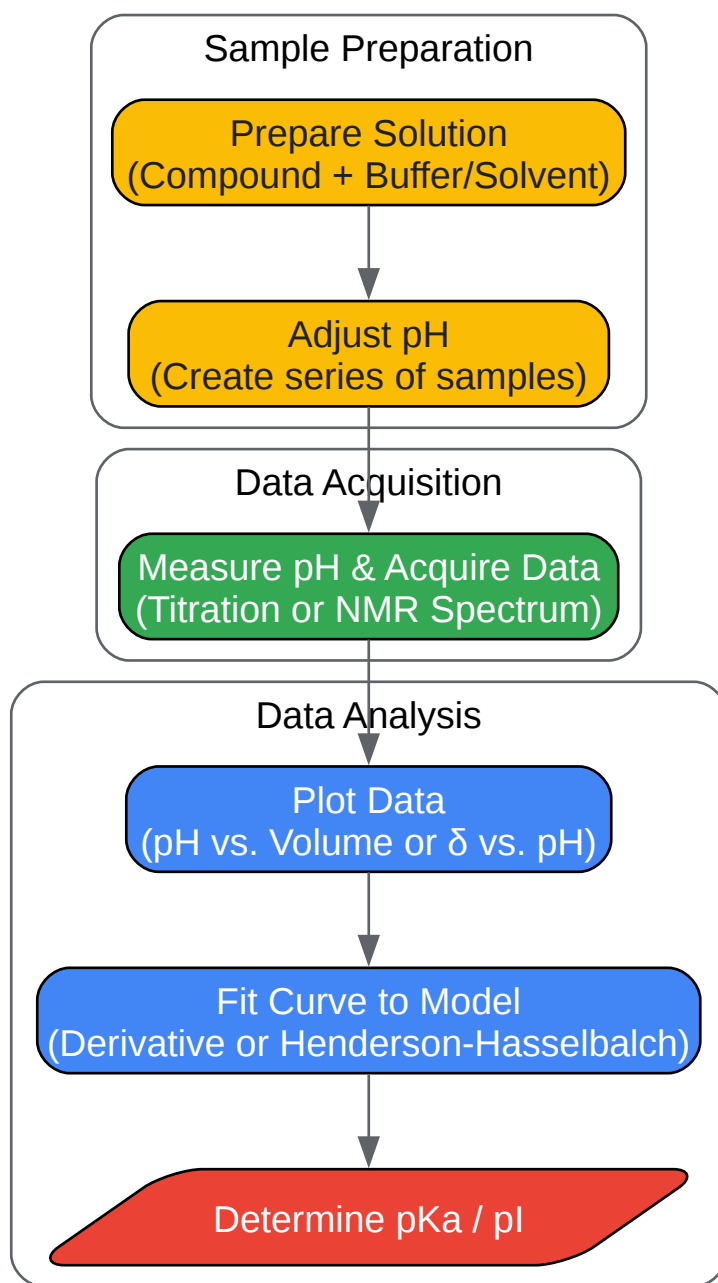 Sample Preparation
Prepare Solution
(Compound + Buffer/Solvent)
Adjust pH
(Create series of samples)
Data Acquisition
Measure pH & Acquire Data
(Titration or NMR Spectrum)
Data Analysis
Plot Data
(pH vs. Volume or δ vs. pH)
Fit Curve to Model
(Derivative or Henderson-Hasselbalch)
Determine pKa / pI